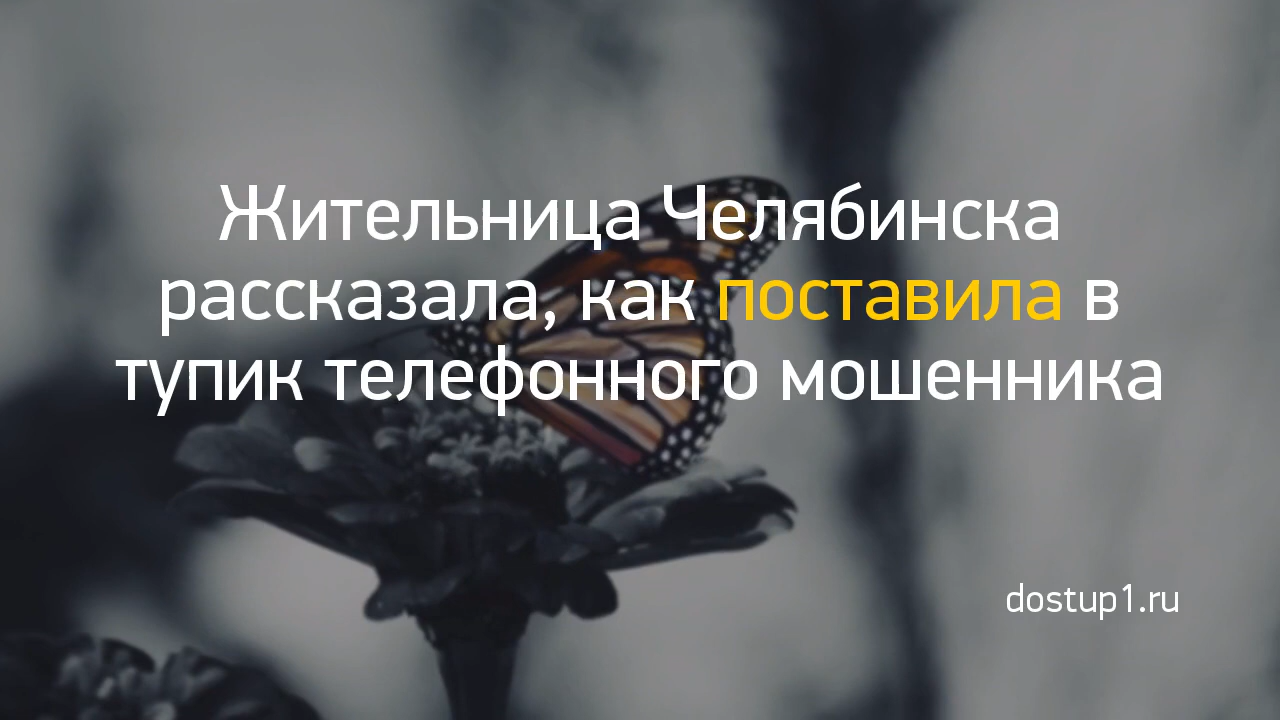 Жительница Челябинска
рассказала, как поставила в
тупик телефонного мошенника
dostup1.ru